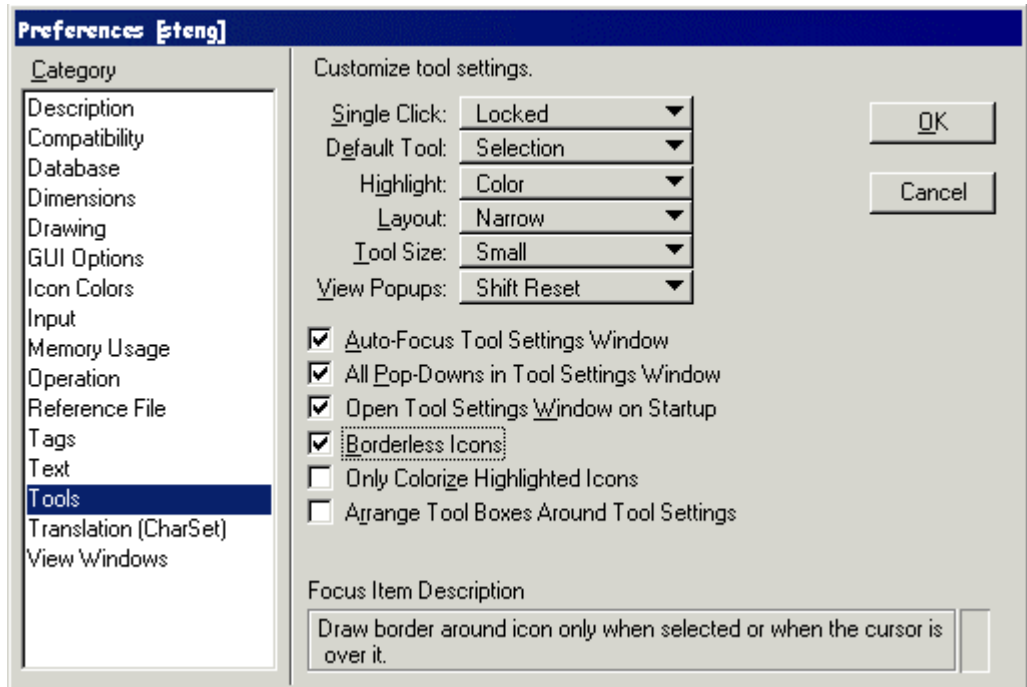 Preferences [steng]
Category
Description
Compatibility
Database
Dimensions
Drawing
GUI Options
Icon Colors
Input
Memory Usage
Operation
Reference File
Tags
Text
Tools
Translation (CharSet)
View Windows
Customize tool settings.
Single Click: Locked
Default Tool: Selection
Highlight: Color
Layout: Narrow
Tool Size: Small
View Popups: Shift Reset
OK
Cancel
Auto-Focus Tool Settings Window
All Pop-Downs in Tool Settings Window
Open Tool Settings Window on Startup
Borderless Icons
Only Colorize Highlighted Icons
Arrange Tool Boxes Around Tool Settings
Focus Item Description
Draw border around icon only when selected or when the cursor is
over it.